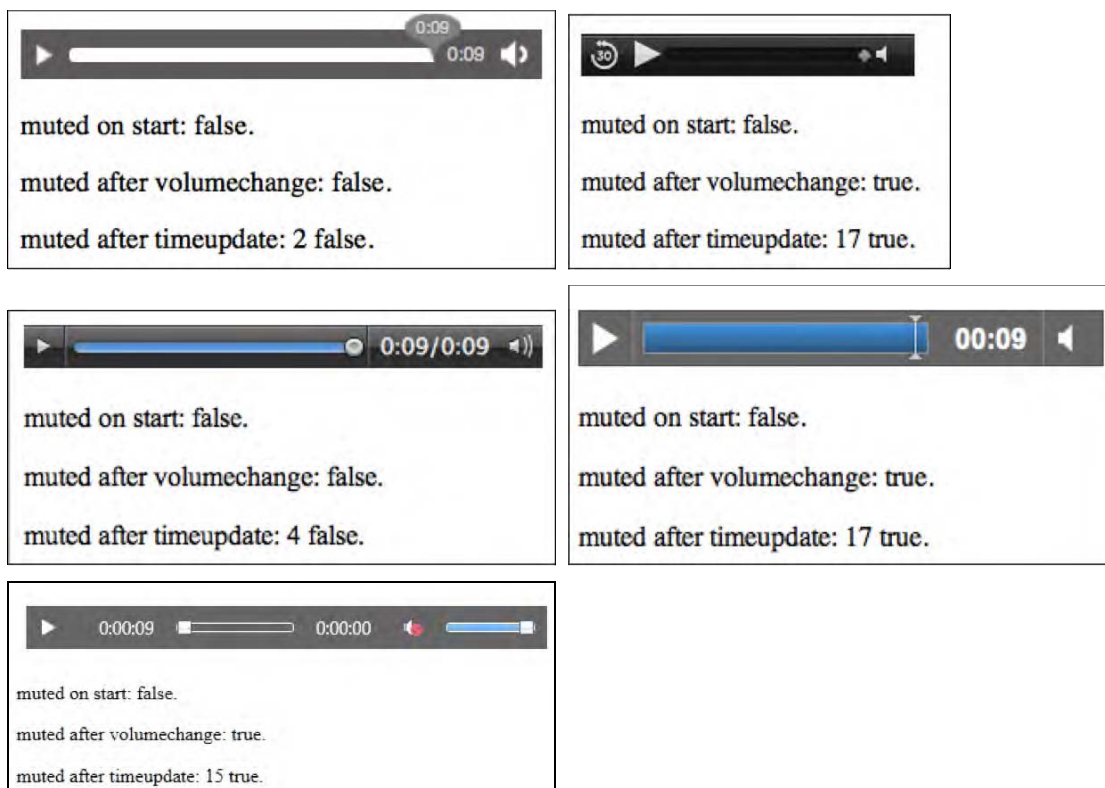 0:09
0:09
muted on start: false.
muted after volumechange: false.
muted after timeupdate: 2 false.
30
muted on start: false.
muted after volumechange: true.
muted after timeupdate: 17 true.
0:09/0:09
muted on start: false.
muted after volumechange: false.
muted after timeupdate: 4 false.
00:09
muted on start: false.
muted after volumechange: true.
muted after timeupdate: 17 true.
0:00:09 0:00:00
muted on start: false.
muted after volumechange: true.
muted after timeupdate: 15 true.